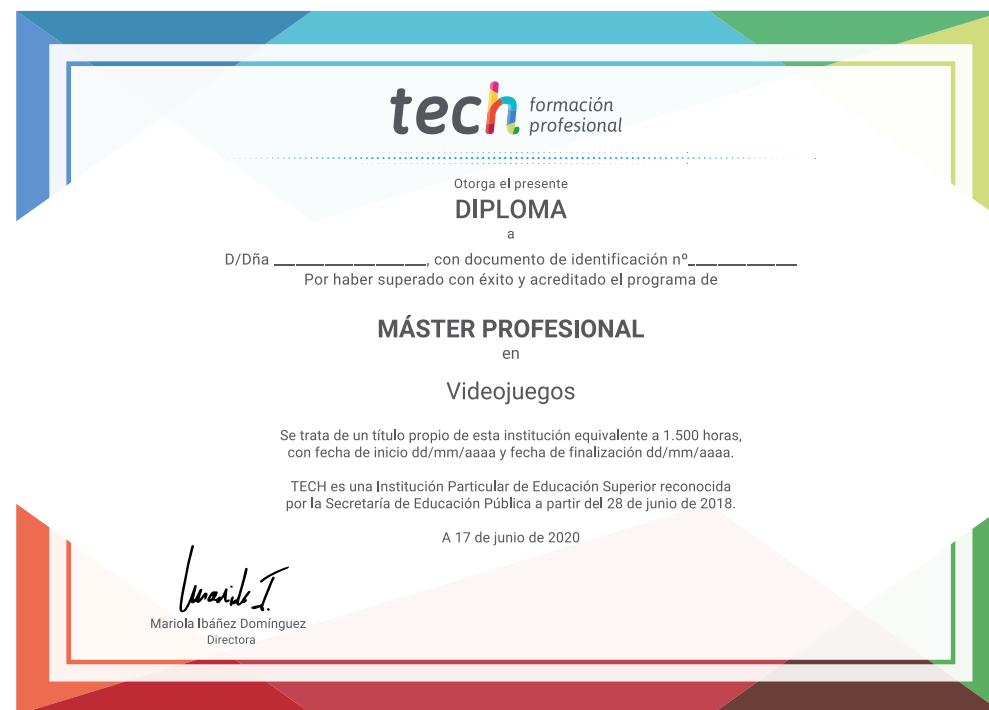 tech formación
profesional
Otorga el presente
DIPLOMA
a
D/Dña ______________, con documento de identificación nº__________
Por haber superado con éxito y acreditado el programa de
MÁSTER PROFESIONAL
en
Videojuegos
Se trata de un título propio de esta institución equivalente a 1.500 horas,
con fecha de inicio dd/mm/aaaa y fecha de finalización dd/mm/aaaa.
TECH es una Institución Particular de Educación Superior reconocida
por la Secretaría de Educación Pública a partir del 28 de junio de 2018.
A 17 de junio de 2020
Mariola Ibáñez Domínguez
Directora